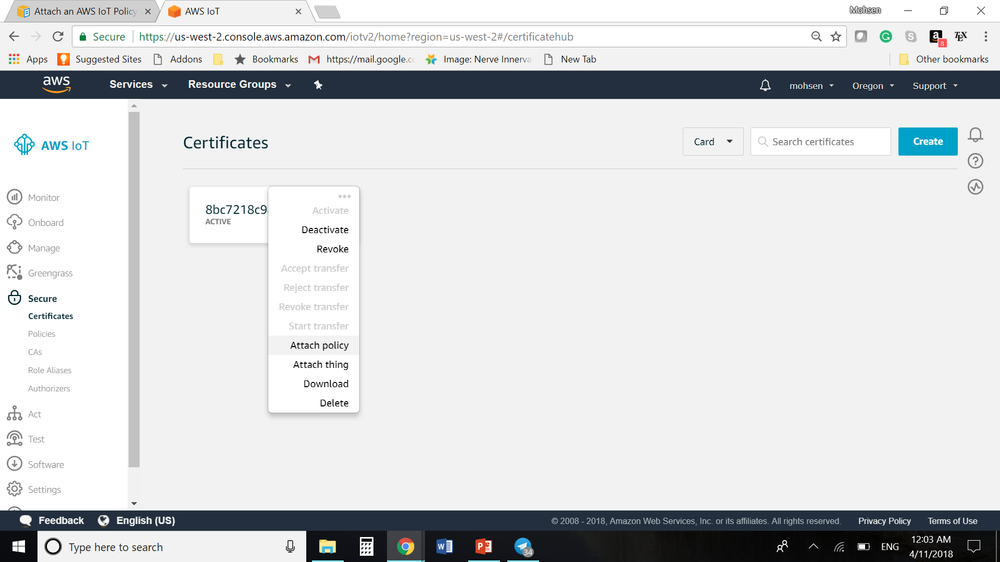 Attach an AWS IoT Policy
AWS IoT
Mohsen
Secure
https://us-west-2.console.aws.amazon.com/iotv2/home?region=us-west-2#/certificatehub
8
TEX
Apps
Suggested Sites
Addons
Bookmarks
https://mail.google.co
Image: Nerve Innerva
New Tab
Other bookmarks
aws
Services
Resource Groups
mohsen
Oregon
Support
AWS IoT
Monitor
Onboard
Manage
Greengrass
Secure
Certificates
Policies
CAs
Role Aliases
Authorizers
Act
Test
Software
Settings
Certificates
Card
Search certificates
Create
8bc7218c9
ACTIVE
Activate
Deactivate
Revoke
Accept transfer
Reject transfer
Revoke transfer
Start transfer
Attach policy
Attach thing
Download
Delete
Feedback
English (US)
© 2008 - 2018, Amazon Web Services, Inc. or its affiliates. All rights reserved.
Privacy Policy
Terms of Use
Type here to search
34
ENG
12:03 AM
4/11/2018